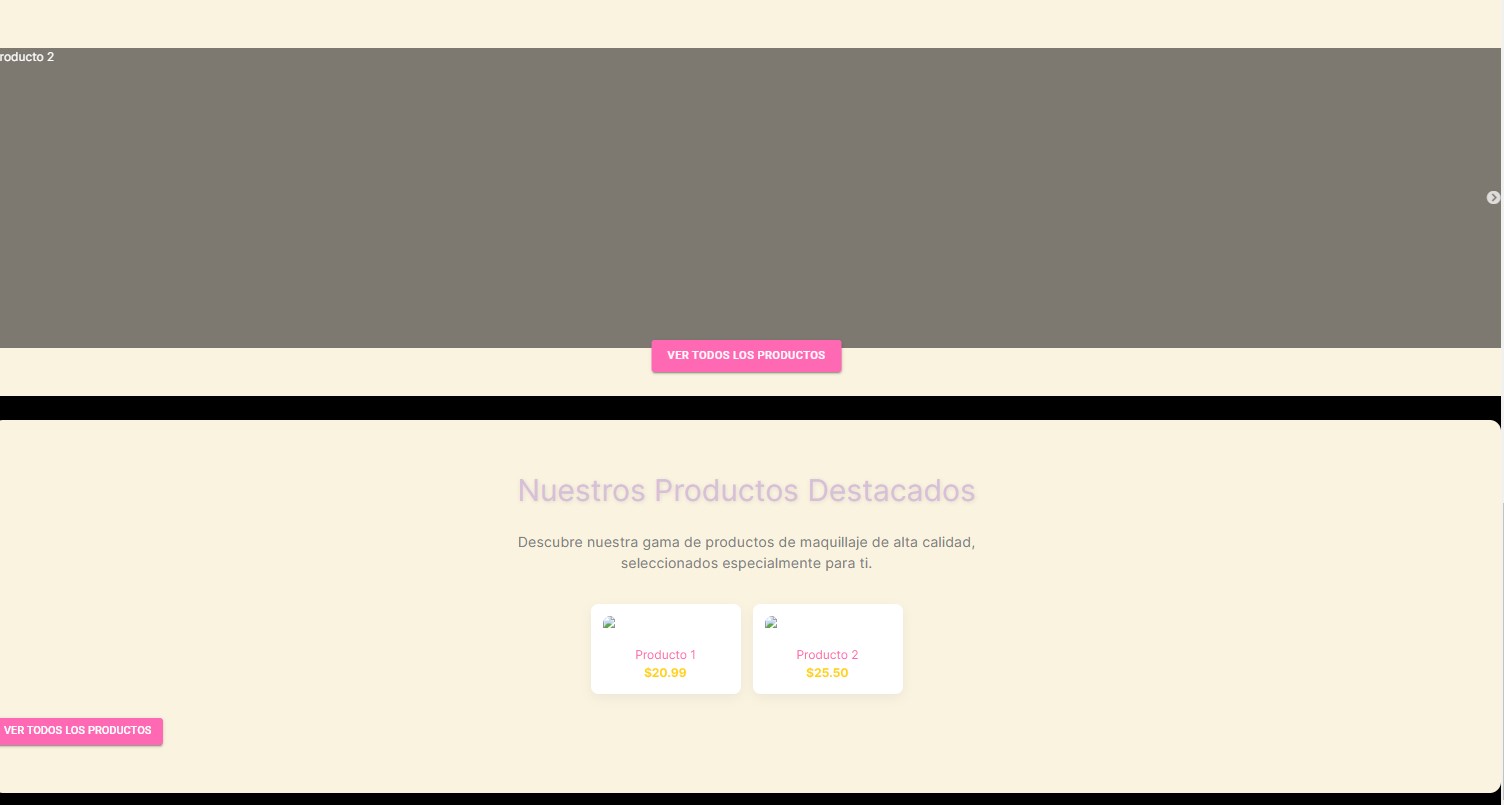 roducto 2
VER TODOS LOS PRODUCTOS
Nuestros Productos Destacados
Descubre nuestra gama de productos de maquillaje de alta calidad,
seleccionados especialmente para ti.
Producto 1
$20.99
Producto 2
$25.50
VER TODOS LOS PRODUCTOS